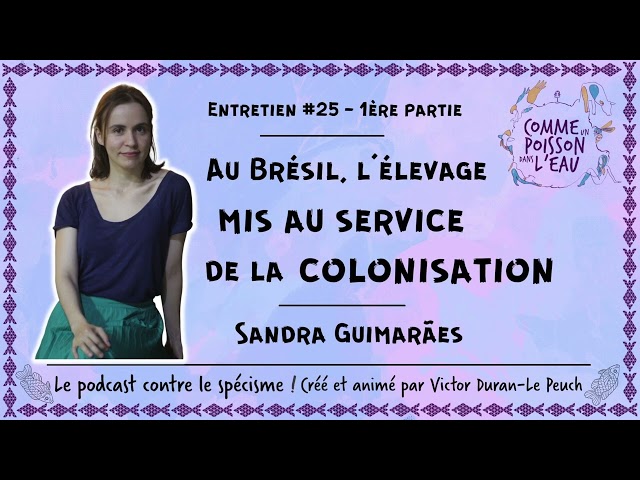 ENTRETIEN #25 – 1ÈRE PARTIE
COMME UN
POISSON
DANS L'EAU
AU BRÉSIL, L'ÉLEVAGE
MIS AU SERVICE
DE LA COLONISATION
SANDRA GUIMARÃES
Le podcast contre le spécisme ! Créé et animé par Victor Duran-Le Peuch